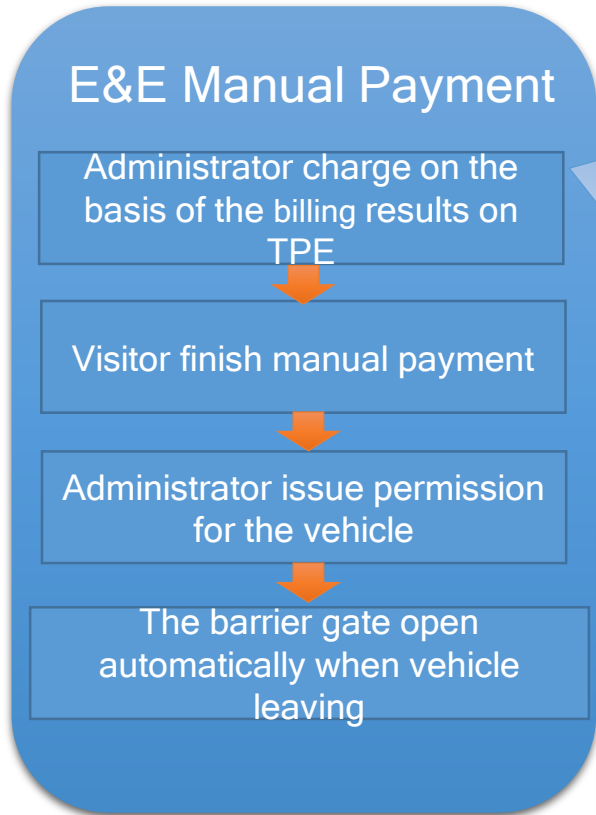 E&E Manual Payment
Administrator charge on the
basis of the billing results on
TPE
Visitor finish manual payment
Administrator issue permission
for the vehicle
The barrier gate open
automatically when vehicle
leaving